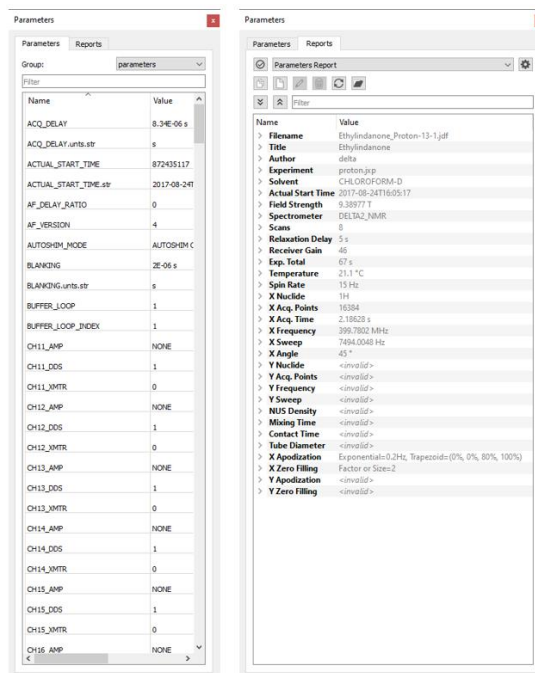 Parameters
Parameters Reports
Group: parameters
Filter
Name Value
ACQ_DELAY 8.34E-06 s
ACQ_DELAY.unts.str s
ACTUAL_START_TIME 872435117
ACTUAL_START_TIME.str 2017-08-24T
AF_DELAY_RATIO 0
AF_VERSION 4
AUTOSHIM_MODE AUTOSHIM C
BLANKING 2E-06 s
BLANKING.unts.str s
BUFFER_LOOP 1
BUFFER_LOOP_INDEX 1
CH11_AMP NONE
CH11_DDS 1
CH11_XMTR 0
CH12_AMP NONE
CH12_DDS 1
CH12_XMTR 0
CH13_AMP NONE
CH13_DDS 1
CH13_XMTR 0
CH14_AMP NONE
CH14_DDS 1
CH14_XMTR 0
CH15_AMP NONE
CH15_DDS 1
CH15_XMTR 0
CH16_AMP NONE
Parameters
Parameters Reports
Parameters Report
Filter
Name Value
Filename Ethylindanone_Proton-13-1.jdf
Title Ethylindanone
Author delta
Experiment proton.jxp
Solvent CHLOROFORM-D
Actual Start Time 2017-08-24T16:05:17
Field Strength 9.38977 T
Spectrometer DELTA2_NMR
Scans 8
Relaxation Delay 5 s
Receiver Gain 46
Exp. Total 67 s
Temperature 21.1 °C
Spin Rate 15 Hz
X Nuclide 1H
X Acq. Points 16384
X Acq. Time 2.18628 s
X Frequency 399.7802 MHz
X Sweep 7494.0048 Hz
X Angle 45 °
Y Nuclide <invalid>
Y Acq. Points <invalid>
Y Frequency <invalid>
Y Sweep <invalid>
NUS Density <invalid>
Mixing Time <invalid>
Contact Time <invalid>
Tube Diameter <invalid>
X Apodization Exponential=0.2Hz, Trapezoid=(0%, 0%, 80%, 100%)
X Zero Filling Factor or Size=2
Y Apodization <invalid>
Y Zero Filling <invalid>